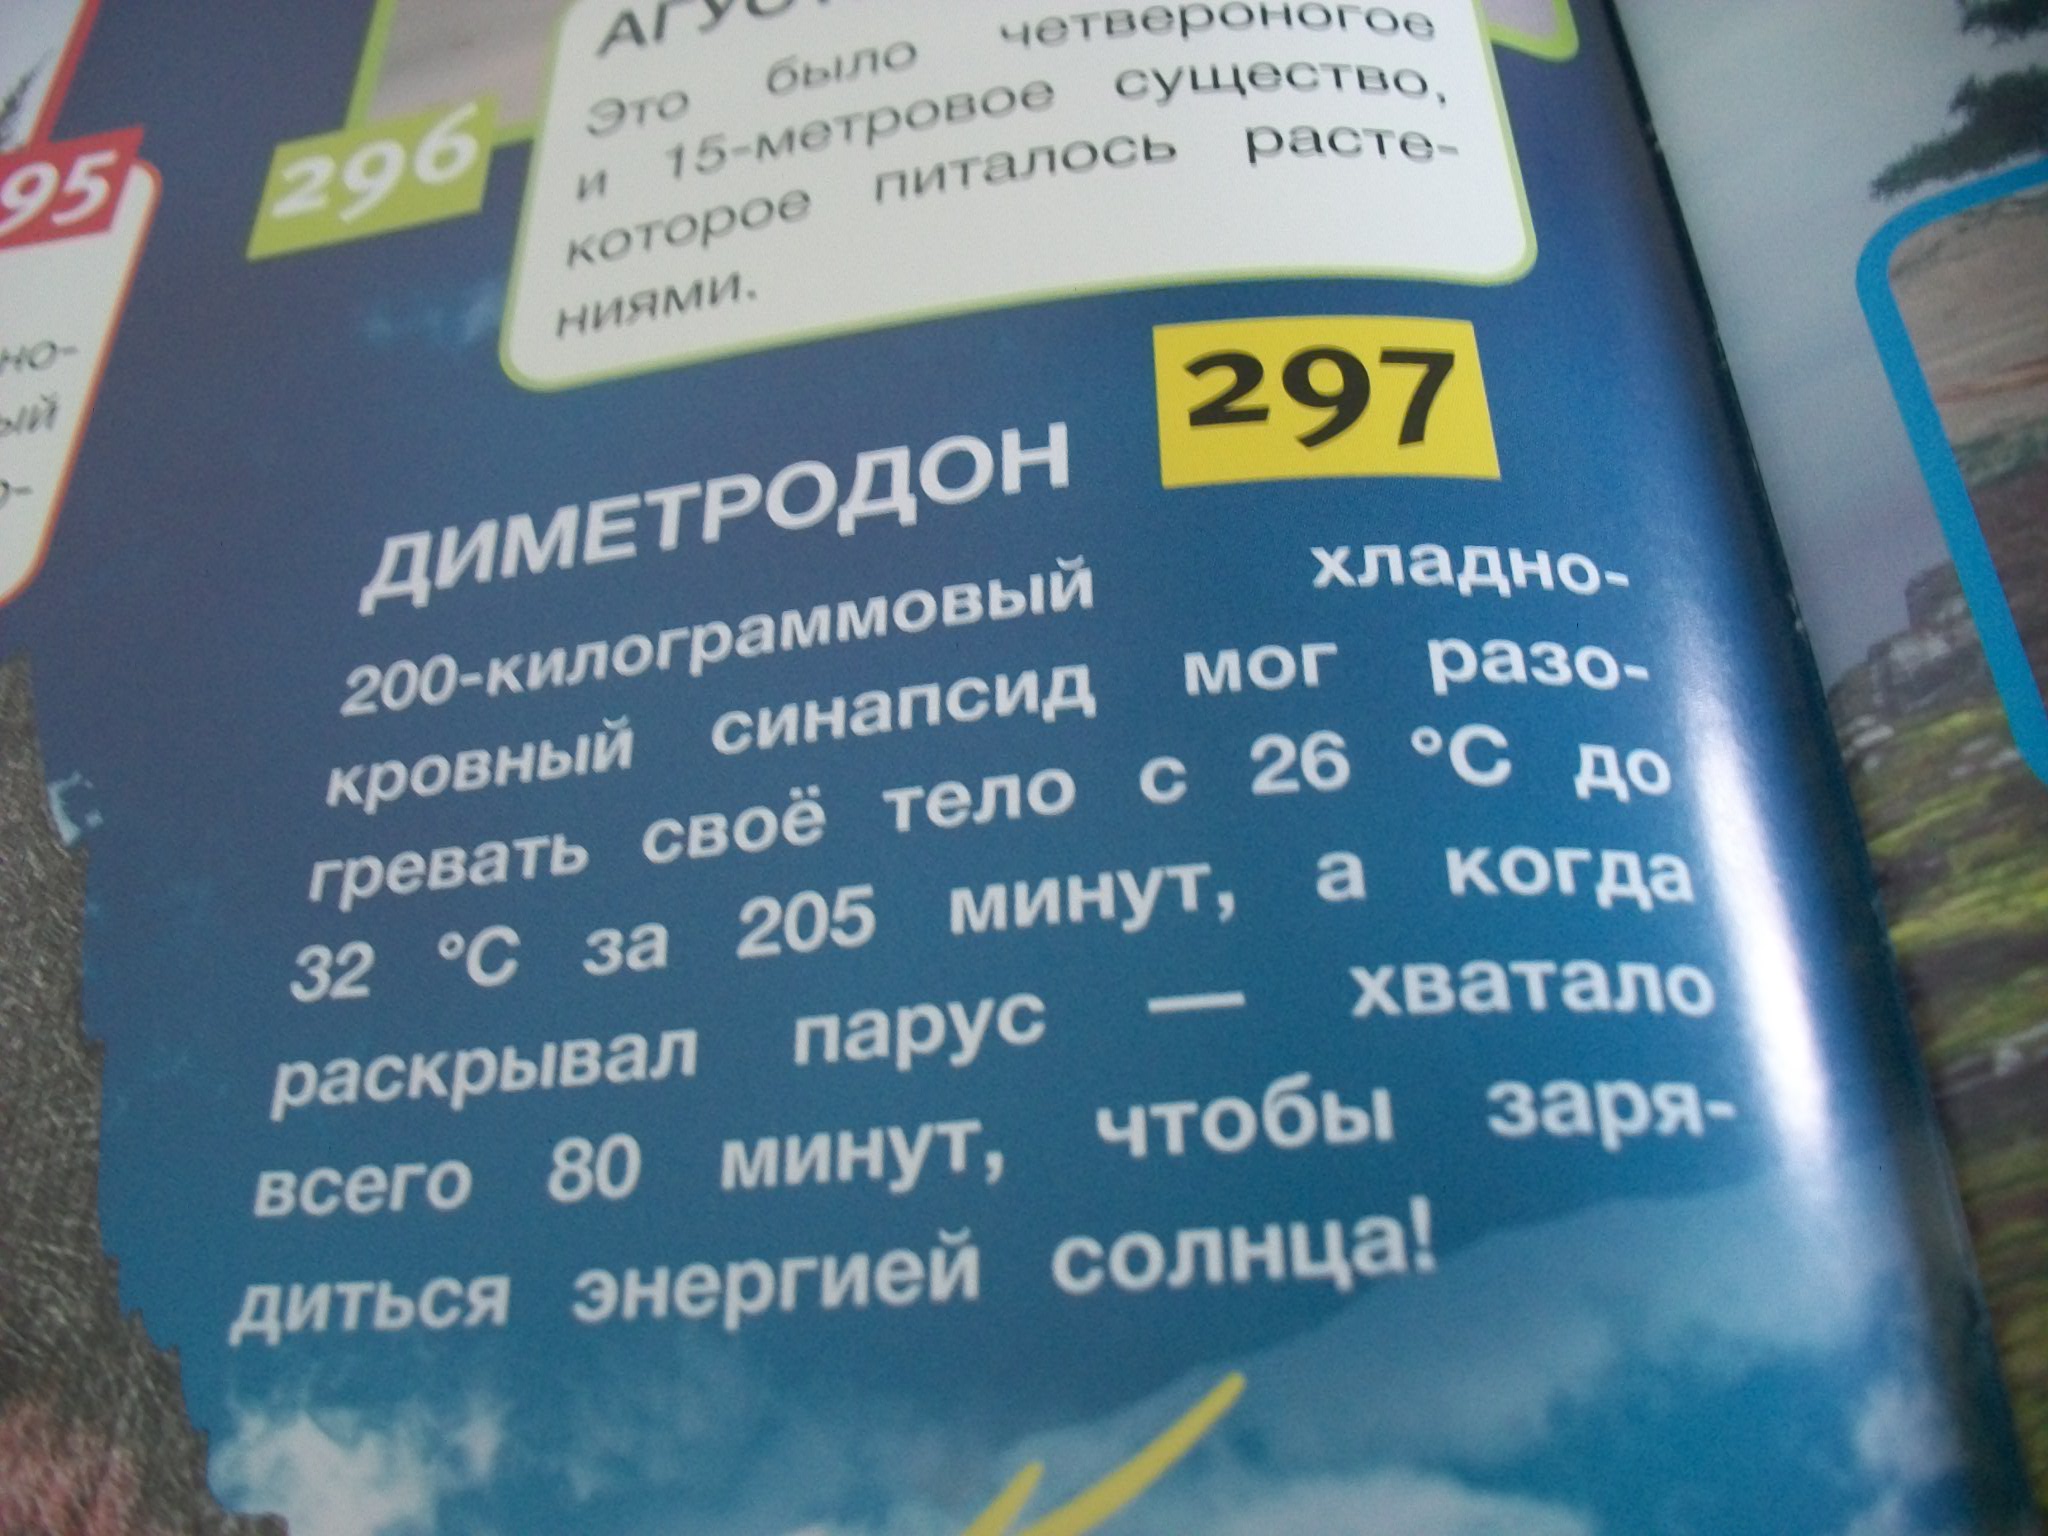 Это было четвероногое
и 15-метровое существо,
которое питалось расте-
ниями.
296
95
но-
ый
297
ДИМЕТРОДОН
200-килограммовый хладно-
кровный синапсид мог разо-
гревать своё тело с 26 °C до
32 °C за 205 минут, а когда
раскрывал парус — хватало
всего 80 минут, чтобы заря-
диться энергией солнца!